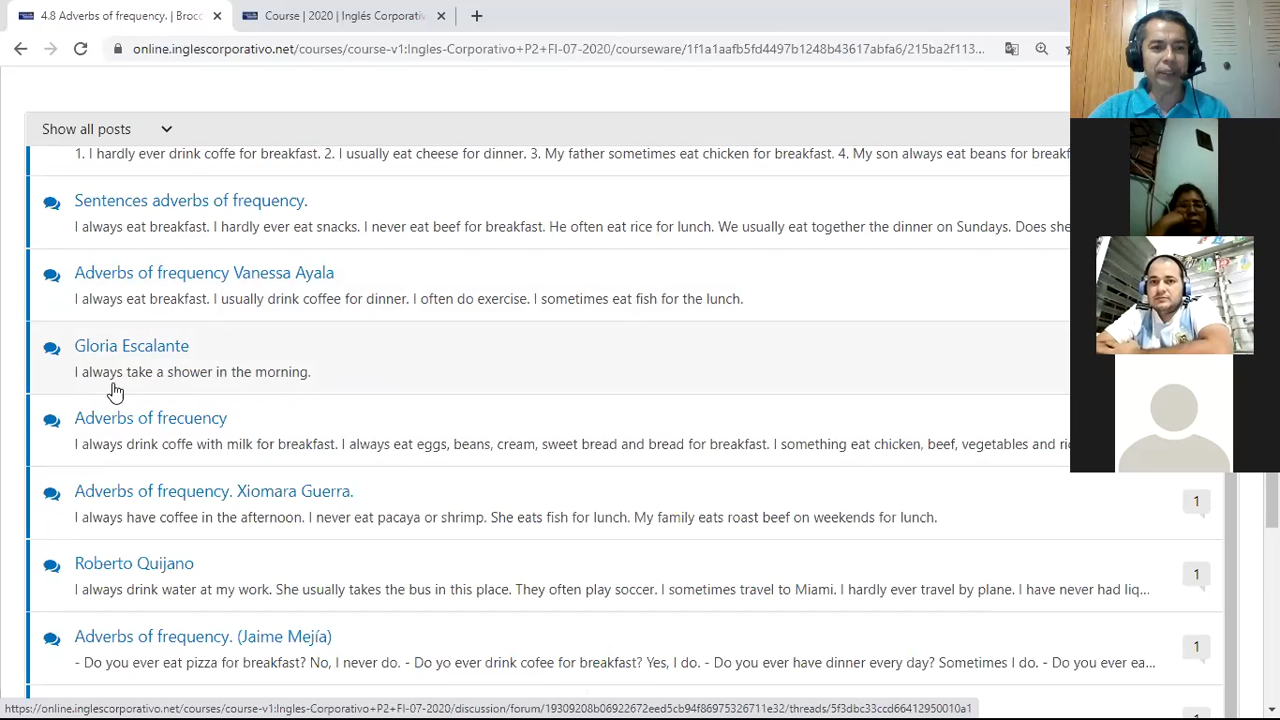 4.8 Adverbs of frequency. | Brocc
Course | 2020 | Inglés Corporativ
online.inglescorporativo.net/courses/course-v1:Ingles-Corporativo+P2+FI-07-2020/courseware/1f1a1aafb5fd4497b1248b43617abfa6/215ba2f113...
Show all posts
1. I hardly ever drink coffe for breakfast. 2. I usually eat cheese for dinner. 3. My father sometimes eat chicken for breakfast. 4. My son always eat beans for breakf
Sentences adverbs of frequency.
I always eat breakfast. I hardly ever eat snacks. I never eat beef for breakfast. He often eat rice for lunch. We usually eat together the dinner on Sundays. Does she
Adverbs of frequency Vanessa Ayala
I always eat breakfast. I usually drink coffee for dinner. I often do exercise. I sometimes eat fish for the lunch.
Gloria Escalante
I always take a shower in the morning.
Adverbs of frecuency
I always drink coffe with milk for breakfast. I always eat eggs, beans, cream, sweet bread and bread for breakfast. I something eat chicken, beef, vegetables and ri
Adverbs of frequency. Xiomara Guerra.
1
I always have coffee in the afternoon. I never eat pacaya or shrimp. She eats fish for lunch. My family eats roast beef on weekends for lunch.
Roberto Quijano
1
I always drink water at my work. She usually takes the bus in this place. They often play soccer. I sometimes travel to Miami. I hardly ever travel by plane. I have never had liq...
Adverbs of frequency. (Jaime Mejía)
1
- Do you ever eat pizza for breakfast? No, I never do. - Do yo ever drink cofee for breakfast? Yes, I do. - Do you ever have dinner every day? Sometimes I do. - Do you ever ea...
https://online.inglescorporativo.net/courses/course-v1:Ingles-Corporativo+P2+FI-07-2020/discussion/forum/19309208b06922672eed5cb94f86975326711e32/threads/5f3dbc33ccd66412950010a1